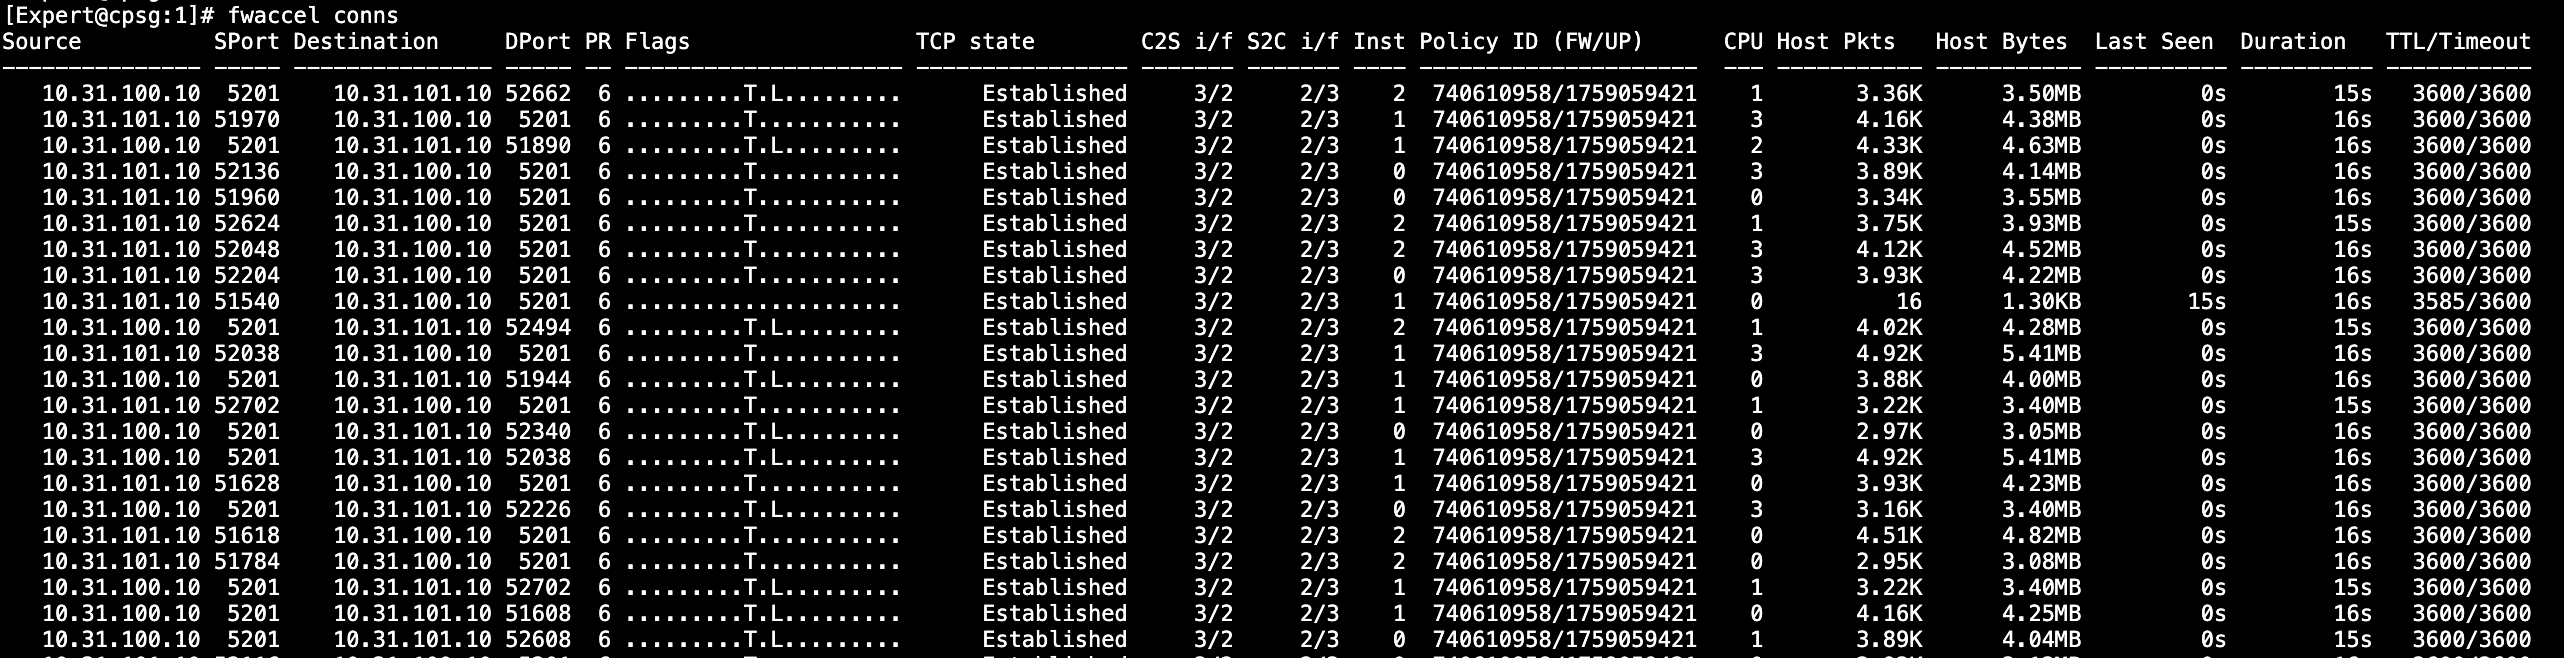 [Expert@cpsg:1]# fwaccel conns
Source          SPort Destination     DPort PR Flags                 TCP state        C2S i/f S2C i/f Inst Policy ID (FW/UP)     CPU Host Pkts   Host Bytes  Last Seen  Duration   TTL/Timeout
--------------- ----- --------------- ----- -- --------------------- ---------------- ------- ------- ---- --------------------- --- ----------- ----------- ---------- ---------- -----------
10.31.100.10 5201 10.31.101.10 52662 6 .........T.L......... Established 3/2 2/3 2 740610958/1759059421 1 3.36K 3.50MB 0s 15s 3600/3600
10.31.101.10 51970 10.31.100.10 5201 6 .........T........... Established 3/2 2/3 1 740610958/1759059421 3 4.16K 4.38MB 0s 16s 3600/3600
10.31.100.10 5201 10.31.101.10 51890 6 .........T.L......... Established 3/2 2/3 1 740610958/1759059421 2 4.33K 4.63MB 0s 16s 3600/3600
10.31.101.10 52136 10.31.100.10 5201 6 .........T........... Established 3/2 2/3 0 740610958/1759059421 3 3.89K 4.14MB 0s 16s 3600/3600
10.31.101.10 51960 10.31.100.10 5201 6 .........T........... Established 3/2 2/3 0 740610958/1759059421 0 3.34K 3.55MB 0s 16s 3600/3600
10.31.101.10 52624 10.31.100.10 5201 6 .........T........... Established 3/2 2/3 2 740610958/1759059421 1 3.75K 3.93MB 0s 15s 3600/3600
10.31.101.10 52048 10.31.100.10 5201 6 .........T........... Established 3/2 2/3 2 740610958/1759059421 3 4.12K 4.52MB 0s 16s 3600/3600
10.31.101.10 52204 10.31.100.10 5201 6 .........T........... Established 3/2 2/3 0 740610958/1759059421 3 3.93K 4.22MB 0s 16s 3600/3600
10.31.101.10 51540 10.31.100.10 5201 6 ..................... Established 3/2 2/3 1 740610958/1759059421 0 16 1.30KB 15s 16s 3585/3600
10.31.100.10 5201 10.31.101.10 52494 6 .........T.L......... Established 3/2 2/3 2 740610958/1759059421 1 4.02K 4.28MB 0s 15s 3600/3600
10.31.101.10 52038 10.31.100.10 5201 6 .........T........... Established 3/2 2/3 1 740610958/1759059421 3 4.92K 5.41MB 0s 16s 3600/3600
10.31.100.10 5201 10.31.101.10 51944 6 .........T.L......... Established 3/2 2/3 1 740610958/1759059421 0 3.88K 4.00MB 0s 16s 3600/3600
10.31.101.10 52702 10.31.100.10 5201 6 .........T........... Established 3/2 2/3 1 740610958/1759059421 1 3.22K 3.40MB 0s 15s 3600/3600
10.31.100.10 5201 10.31.101.10 52340 6 .........T.L......... Established 3/2 2/3 0 740610958/1759059421 0 2.97K 3.05MB 0s 16s 3600/3600
10.31.100.10 5201 10.31.101.10 52038 6 .........T.L......... Established 3/2 2/3 1 740610958/1759059421 3 4.92K 5.41MB 0s 16s 3600/3600
10.31.101.10 51628 10.31.100.10 5201 6 .........T........... Established 3/2 2/3 1 740610958/1759059421 0 3.93K 4.23MB 0s 16s 3600/3600
10.31.100.10 5201 10.31.101.10 52226 6 .........T.L......... Established 3/2 2/3 0 740610958/1759059421 3 3.16K 3.40MB 0s 16s 3600/3600
10.31.101.10 51618 10.31.100.10 5201 6 .........T........... Established 3/2 2/3 2 740610958/1759059421 0 4.51K 4.82MB 0s 16s 3600/3600
10.31.101.10 51784 10.31.100.10 5201 6 .........T........... Established 3/2 2/3 2 740610958/1759059421 0 2.95K 3.08MB 0s 16s 3600/3600
10.31.100.10 5201 10.31.101.10 52702 6 .........T.L......... Established 3/2 2/3 1 740610958/1759059421 1 3.22K 3.40MB 0s 15s 3600/3600
10.31.100.10 5201 10.31.101.10 51608 6 .........T.L......... Established 3/2 2/3 1 740610958/1759059421 0 4.16K 4.25MB 0s 16s 3600/3600
10.31.100.10 5201 10.31.101.10 52608 6 .........T.L......... Established 3/2 2/3 0 740610958/1759059421 1 3.89K 4.04MB 0s 15s 3600/3600